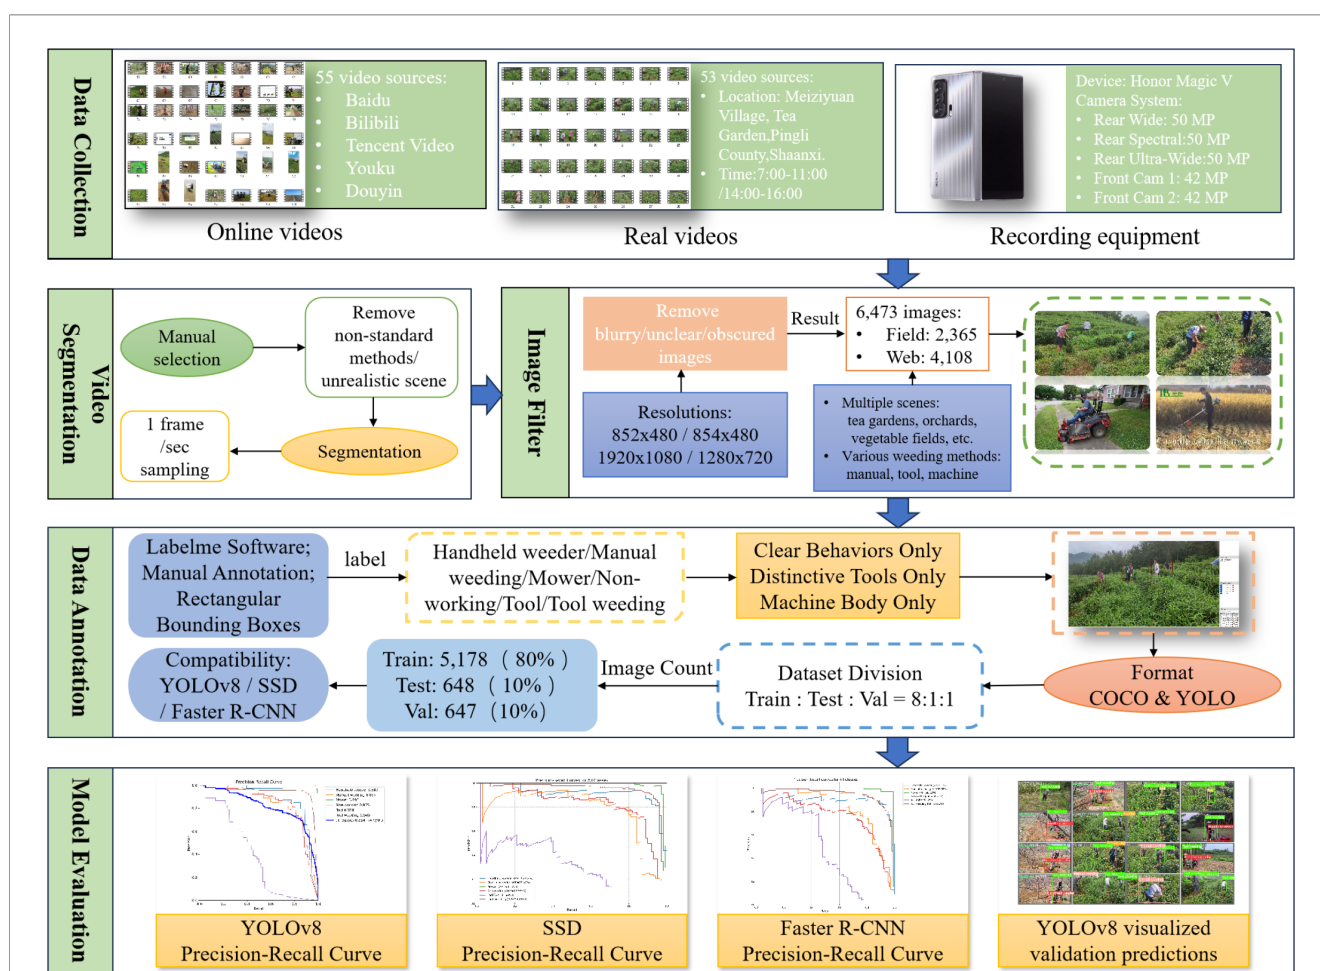 Data Collection
55 video sources:
• Baidu
• Bilibili
• Tencent Video
• Youku
• Douyin
Online videos
53 video sources:
• Location: Meiziyuan
Village, Tea
Garden,Pingli
County,Shaanxi.
• Time:7:00-11:00
/14:00-16:00
Real videos
Device: Honor Magic V
Camera System:
• Rear Wide: 50 MP
• Rear Spectral:50 MP
• Rear Ultra-Wide:50 MP
• Front Cam 1: 42 MP
• Front Cam 2: 42 MP
Recording equipment
Video
Segmentation
Manual
selection
Remove
non-standard
methods/
unrealistic scene
Segmentation
1 frame
/sec
sampling
Image Filter
Remove
blurry/unclear/obscured
images
Resolutions:
852x480 / 854x480
1920x1080 / 1280x720
Result
6,473 images:
• Field: 2,365
• Web: 4,108
• Multiple scenes:
tea gardens, orchards,
vegetable fields, etc.
• Various weeding methods:
manual, tool, machine
Data Annotation
Labelme Software;
Manual Annotation;
Rectangular
Bounding Boxes
label
Handheld weeder/Manual
weeding/Mower/Non-
working/Tool/Tool weeding
Clear Behaviors Only
Distinctive Tools Only
Machine Body Only
Format
COCO & YOLO
Dataset Division
Train : Test : Val = 8:1:1
Image Count
Train: 5,178 ( 80% )
Test: 648 ( 10% )
Val: 647 (10%)
Compatibility:
YOLOv8 / SSD
/ Faster R-CNN
Model Evaluation
Precision-Recall Curve
YOLOv8
Precision-Recall Curve
SSD
Precision-Recall Curve
Faster R-CNN
Precision-Recall Curve
YOLOv8 visualized
validation predictions